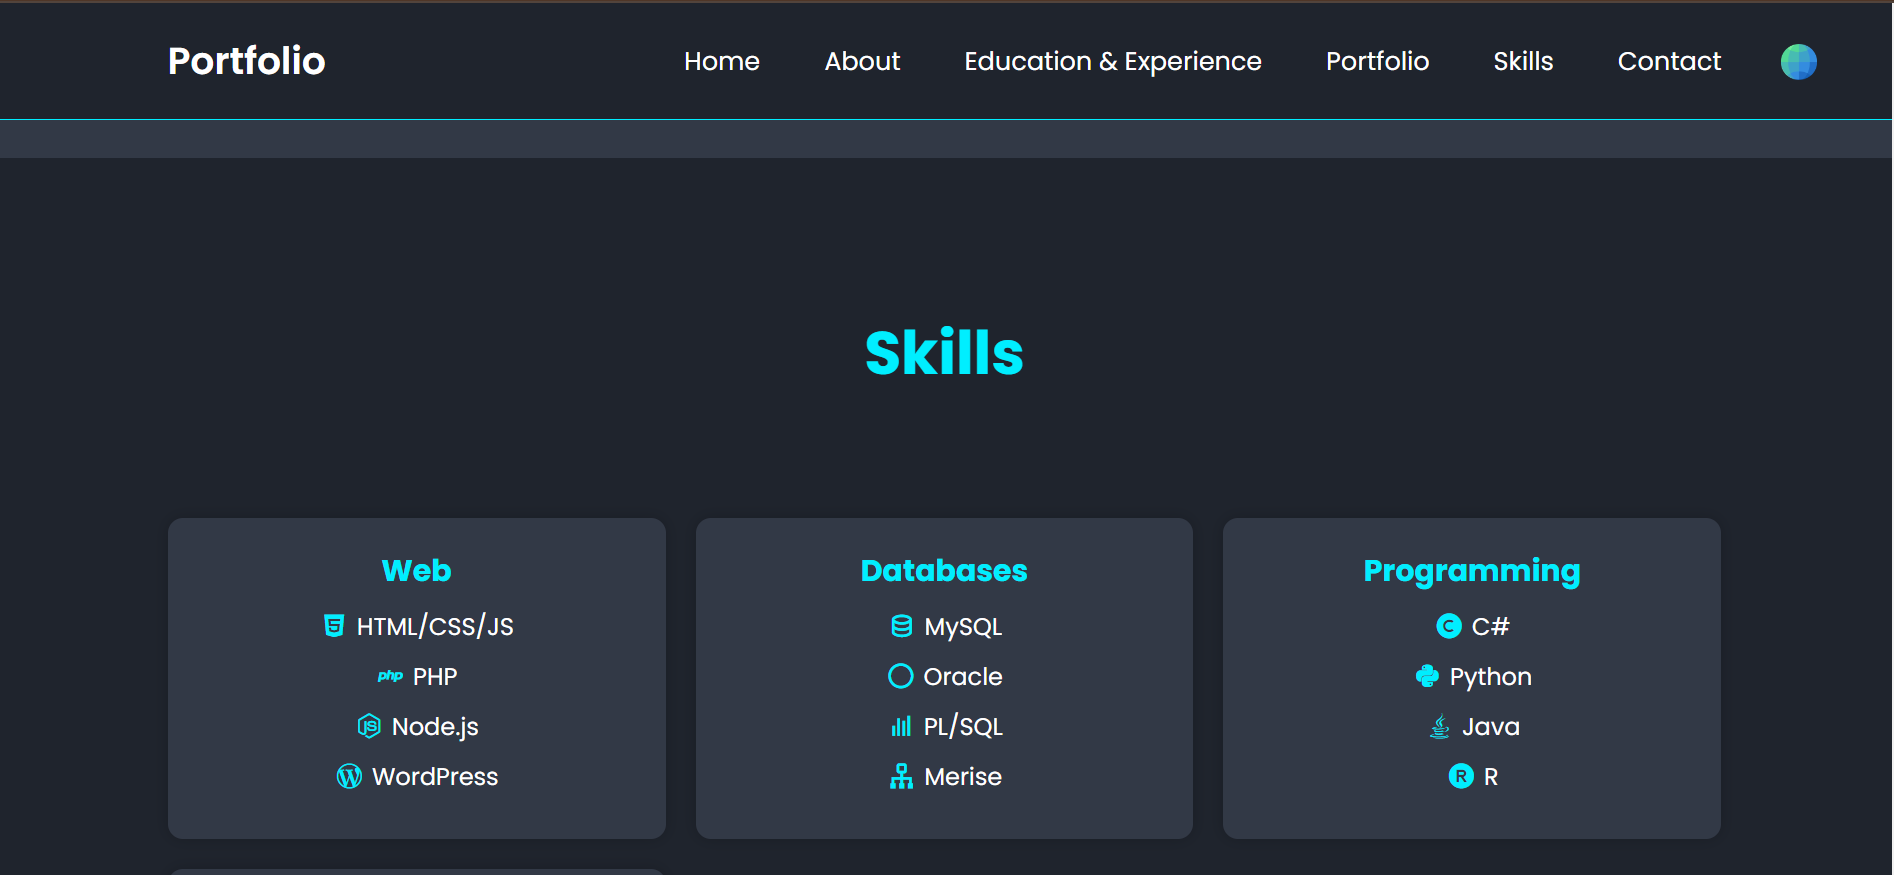 Portfolio
Home About Education & Experience Portfolio Skills Contact
Skills
Web
HTML/CSS/JS
php PHP
JS Node.js
WordPress
Databases
MySQL
Oracle
PL/SQL
Merise
Programming
C C#
Python
Java
R R